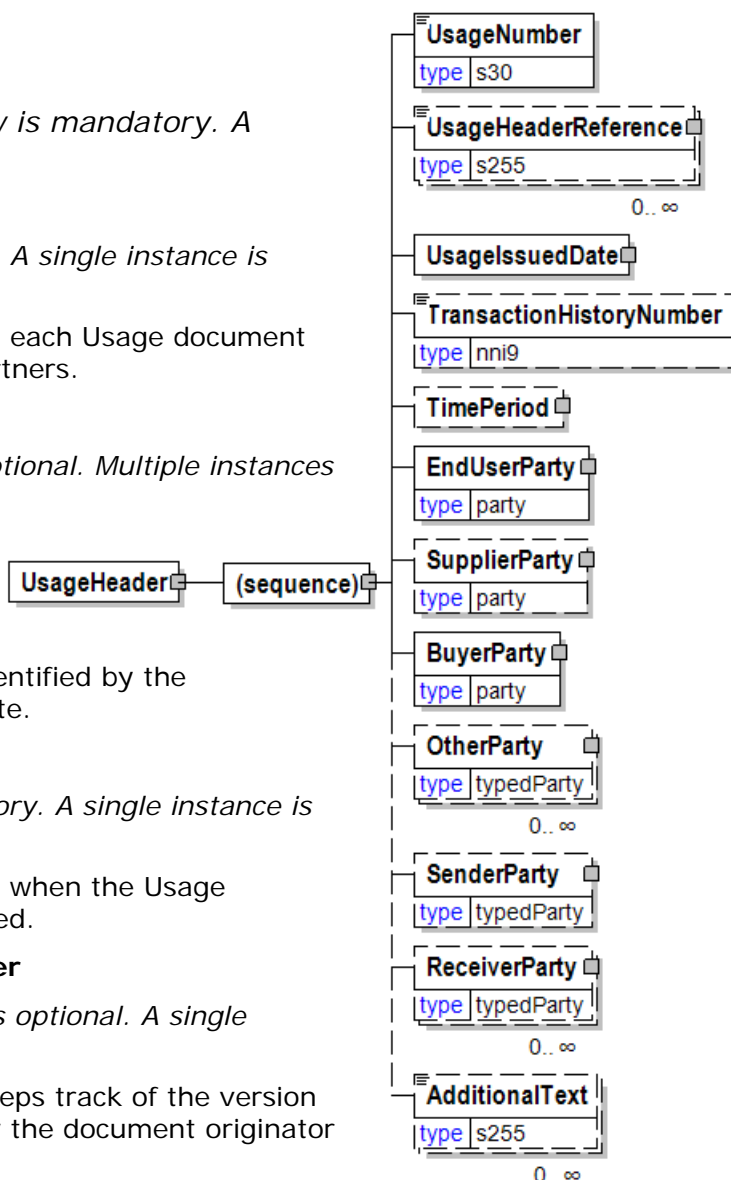 y is mandatory. A
A single instance is
each Usage document
tners.
tional. Multiple instances
entified by the
te.
ory. A single instance is
when the Usage
ed.
er
s optional. A single
eps track of the version
the document originator
UsageHeader
(sequence)
UsageNumber
type s30
UsageHeaderReference
type s255
0.. ∞
UsageIssuedDate
TransactionHistoryNumber
type nni9
TimePeriod
EndUserParty
type party
SupplierParty
type party
BuyerParty
type party
OtherParty
type typedParty
0.. ∞
SenderParty
type typedParty
ReceiverParty
type typedParty
0.. ∞
AdditionalText
type s255
0.. ∞